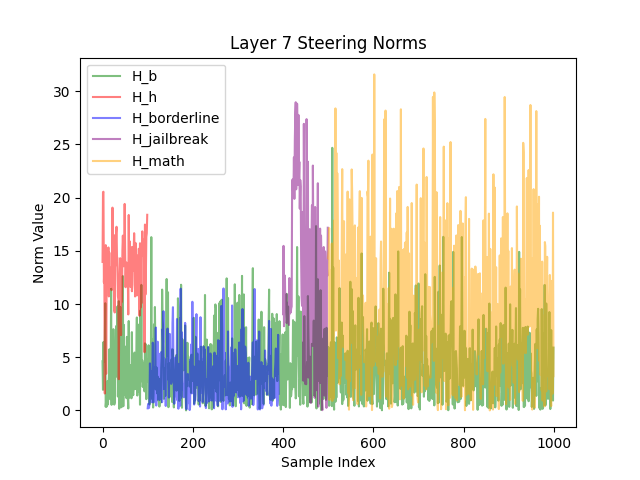 Layer 7 Steering Norms
H_b
H_h
H_borderline
H_jailbreak
H_math
30
25
20
15
10
5
0
Norm Value
0
200
400
600
800
1000
Sample Index